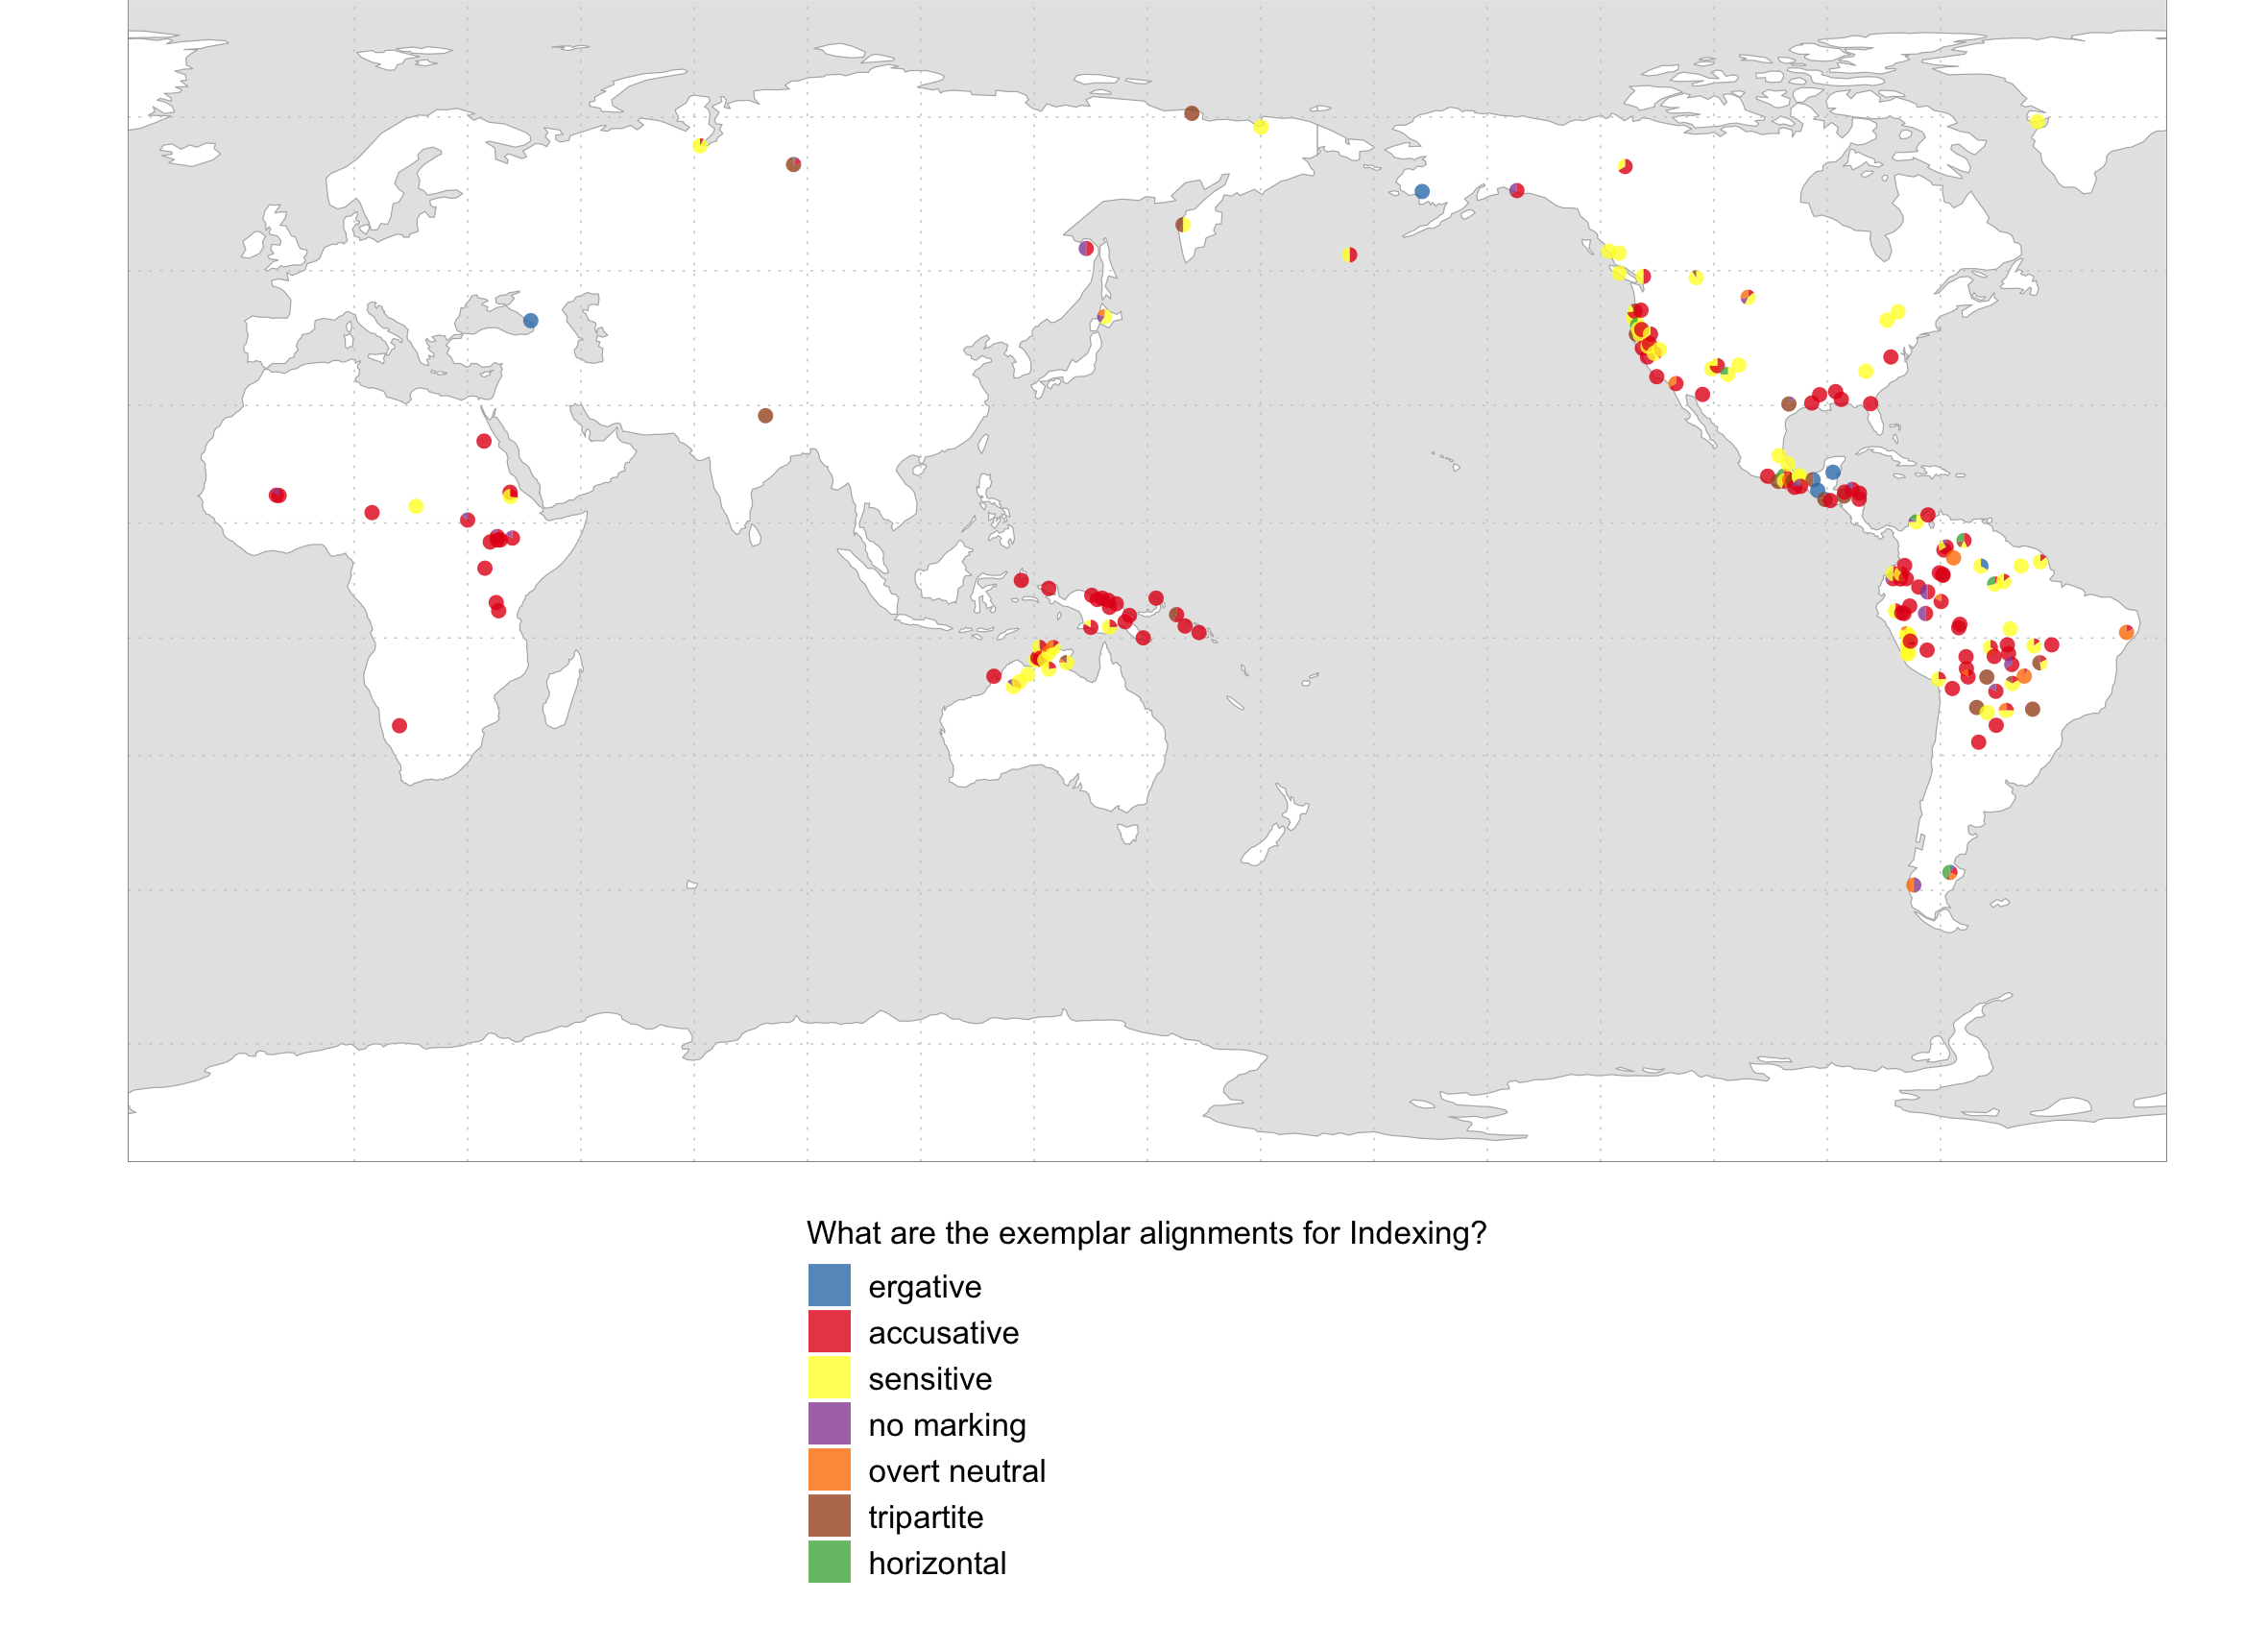 What are the exemplar alignments for Indexing?
ergative
accusative
sensitive
no marking
overt neutral
tripartite
horizontal